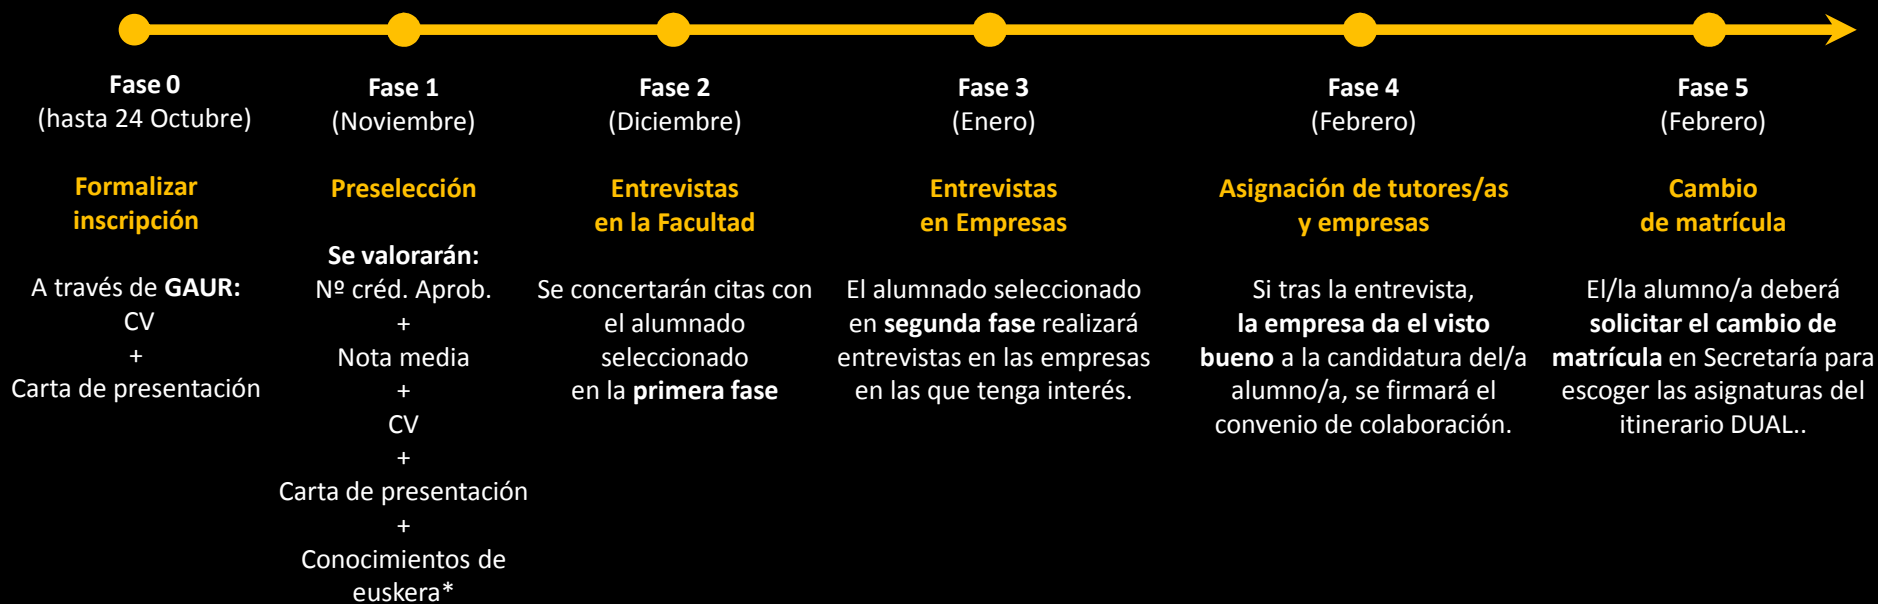 Fase 0
(hasta 24 Octubre)
Formalizar
inscripción
A través de GAUR:
CV
+
Carta de presentación
Fase 1
(Noviembre)
Preselección
Se valorarán:
Nº créd. Aprob.
+
Nota media
+
CV
+
Carta de presentación
+
Conocimientos de
euskera*
Fase 2
(Diciembre)
Entrevistas
en la Facultad
Se concertarán citas con
el alumnado
seleccionado
en la primera fase
Fase 3
(Enero)
Entrevistas
en Empresas
El alumnado seleccionado
en segunda fase realizará
entrevistas en las empresas
en las que tenga interés.
Fase 4
(Febrero)
Asignación de tutores/as
y empresas
Si tras la entrevista,
la empresa da el visto
bueno a la candidatura del/a
alumno/a, se firmará el
convenio de colaboración.
Fase 5
(Febrero)
Cambio
de matrícula
El/la alumno/a deberá
solicitar el cambio de
matrícula en Secretaría para
escoger las asignaturas del
itinerario DUAL..